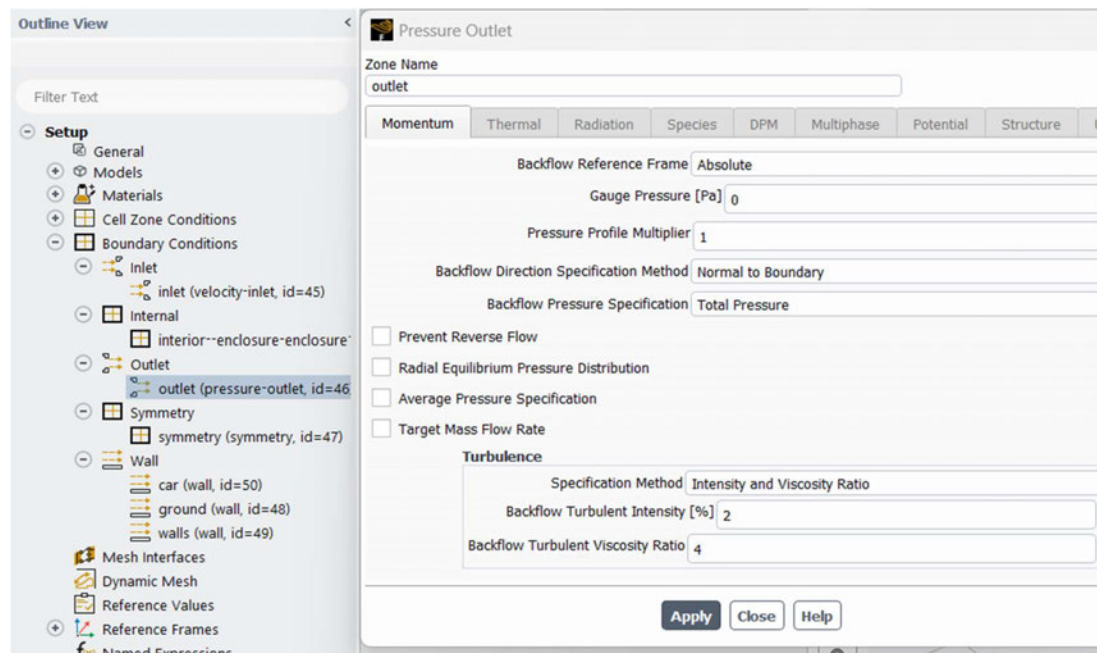 Outline View <
Filter Text
Setup
General
Models
Materials
Cell Zone Conditions
Boundary Conditions
Inlet
inlet (velocity-inlet, id=45)
Internal
interior--enclosure-enclosure
Outlet
outlet (pressure-outlet, id=46
Symmetry
symmetry (symmetry, id=47)
Wall
car (wall, id=50)
ground (wall, id=48)
walls (wall, id=49)
Mesh Interfaces
Dynamic Mesh
Reference Values
Reference Frames
Named Expressions
Pressure Outlet
Zone Name
outlet
Momentum Thermal Radiation Species DPM Multiphase Potential Structure
Backflow Reference Frame Absolute
Gauge Pressure [Pa] 0
Pressure Profile Multiplier 1
Backflow Direction Specification Method Normal to Boundary
Backflow Pressure Specification Total Pressure
Prevent Reverse Flow
Radial Equilibrium Pressure Distribution
Average Pressure Specification
Target Mass Flow Rate
Turbulence
Specification Method Intensity and Viscosity Ratio
Backflow Turbulent Intensity [%] 2
Backflow Turbulent Viscosity Ratio 4
Apply Close Help